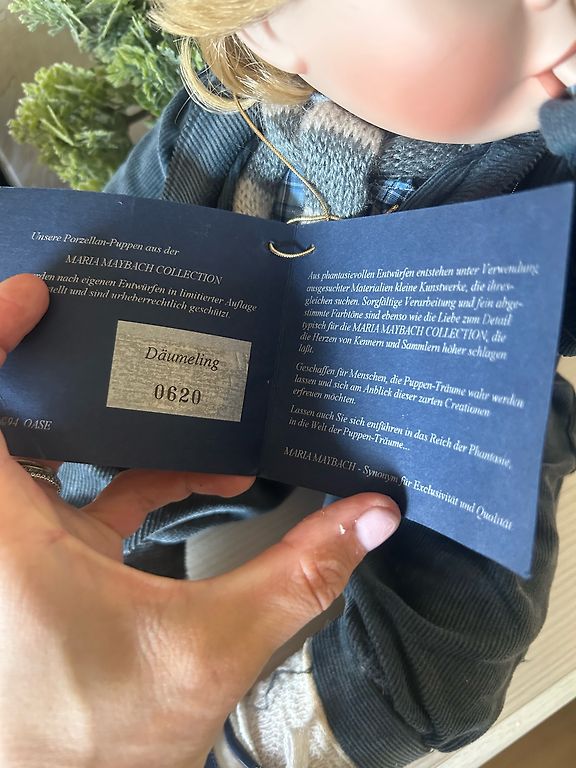 Unsere Porzellan-Puppen aus der
MARIA MAYBACH COLLECTION
nach eigenen Entwürfen in limitierter Auflage
und sind urheberrechtlich geschützt.
Däumeling
0620
94 OASE
Aus phantasievollen Entwürfen entstehen unter Verwendung
ausgesuchter Materialien kleine Kunstwerke, die ihres-
gleichen suchen. Sorgfältige Verarbeitung und fein abge-
stimmte Farbtöne sind ebenso wie die Liebe zum Detail
typisch für die MARIA MAYBACH COLLECTION, die
die Herzen von Kennern und Sammlern höher schlagen
läßt.
Geschaffen für Menschen, die Puppen-Träume wahr werden
lassen und sich am Anblick dieser zarten Creationen
erfreuen möchten.
Lassen auch Sie sich entführen in das Reich der Phantasie,
in die Welt der Puppen-Träume...
MARIA MAYBACH - Synonym für Exclusivität und Qualität